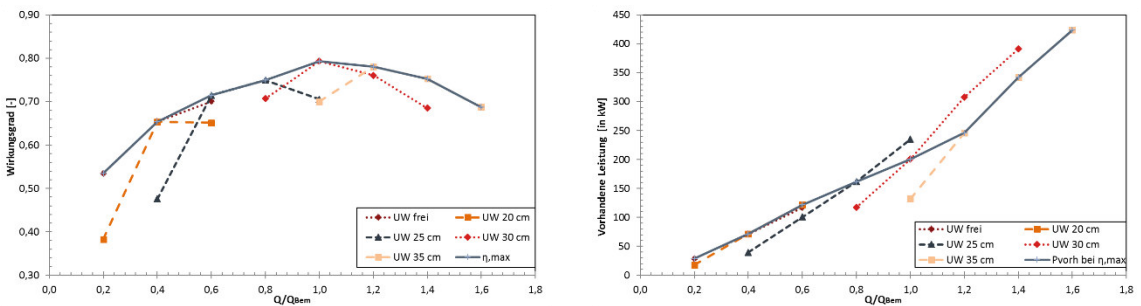 0,90
0,80
0,70
0,60
0,50
0,40
0,30
Wirkungsgrad [-]
0,0 0,2 0,4 0,6 0,8 1,0 1,2 1,4 1,6 1,8
Q/QBem
UW frei UW 20 cm
UW 25 cm UW 30 cm
UW 35 cm η,max
450
400
350
300
250
200
150
100
50
0
Vorhandene Leistung [in kW]
0,0 0,2 0,4 0,6 0,8 1,0 1,2 1,4 1,6 1,8
Q/QBem
UW frei UW 20 cm
UW 25 cm UW 30 cm
UW 35 cm Pvorh bei η,max